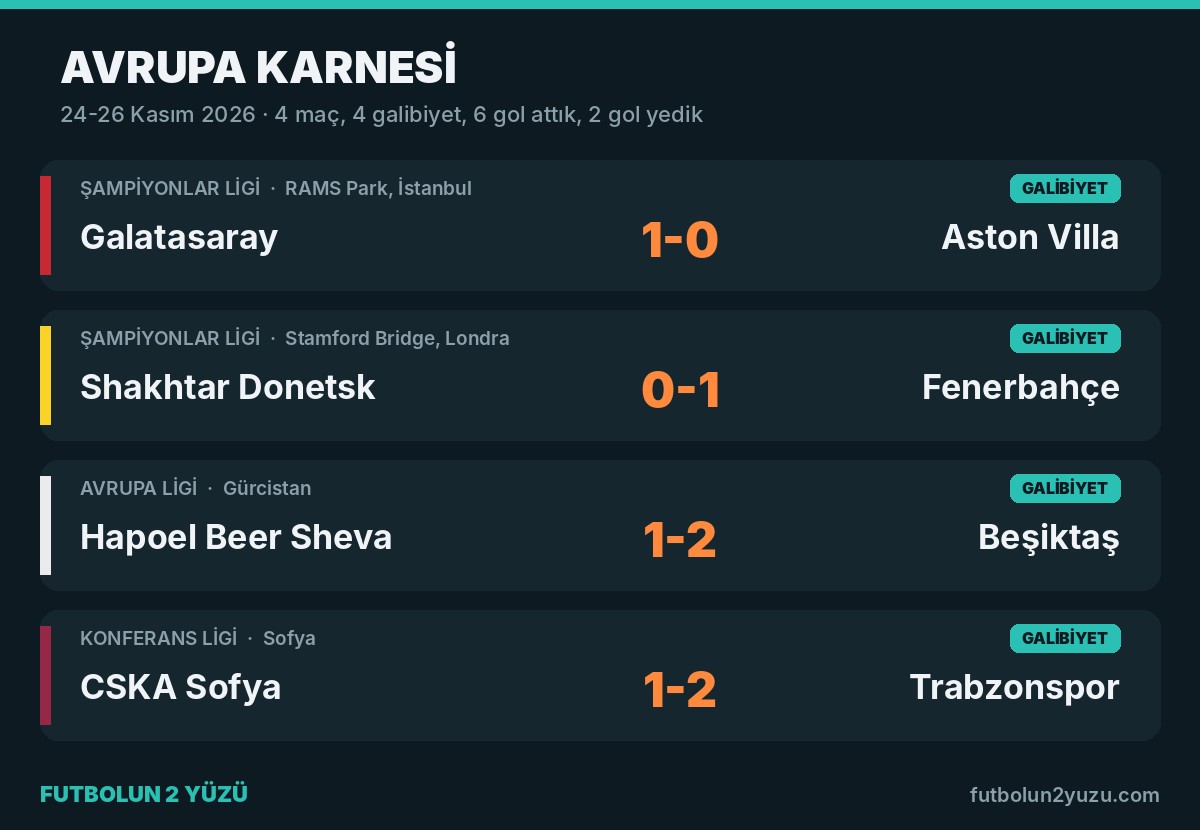 AVRUPA KARNESİ
24-26 Kasım 2026 · 4 maç, 4 galibiyet, 6 gol attık, 2 gol yedik
ŞAMPİYONLAR LİGİ · RAMS Park, İstanbul
GALİBİYET
Galatasaray 1-0 Aston Villa
ŞAMPİYONLAR LİGİ · Stamford Bridge, Londra
GALİBİYET
Shakhtar Donetsk 0-1 Fenerbahçe
AVRUPA LİGİ · Gürcistan
GALİBİYET
Hapoel Beer Sheva 1-2 Beşiktaş
KONFERANS LİGİ · Sofya
GALİBİYET
CSKA Sofya 1-2 Trabzonspor
FUTBOLUN 2 YÜZÜ
futbolun2yuzu.com